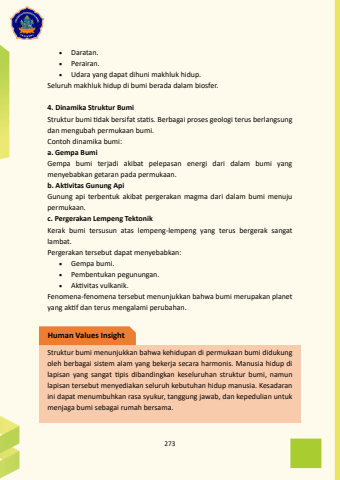 • Daratan.
• Perairan.
• Udara yang dapat dihuni makhluk hidup.
Seluruh makhluk hidup di bumi berada dalam biosfer.
4. Dinamika Struktur Bumi
Struktur bumi tidak bersifat statis. Berbagai proses geologi terus berlangsung
dan mengubah permukaan bumi.
Contoh dinamika bumi:
a. Gempa Bumi
Gempa bumi terjadi akibat pelepasan energi dari dalam bumi yang
menyebabkan getaran pada permukaan.
b. Aktivitas Gunung Api
Gunung api terbentuk akibat pergerakan magma dari dalam bumi menuju
permukaan.
c. Pergerakan Lempeng Tektonik
Kerak bumi tersusun atas lempeng-lempeng yang terus bergerak sangat
lambat.
Pergerakan tersebut dapat menyebabkan:
• Gempa bumi.
• Pembentukan pegunungan.
• Aktivitas vulkanik.
Fenomena-fenomena tersebut menunjukkan bahwa bumi merupakan planet
yang aktif dan terus mengalami perubahan.
Human Values Insight
Struktur bumi menunjukkan bahwa kehidupan di permukaan bumi didukung
oleh berbagai sistem alam yang bekerja secara harmonis. Manusia hidup di
lapisan yang sangat tipis dibandingkan keseluruhan struktur bumi, namun
lapisan tersebut menyediakan seluruh kebutuhan hidup manusia. Kesadaran
ini dapat menumbuhkan rasa syukur, tanggung jawab, dan kepedulian untuk
menjaga bumi sebagai rumah bersama.
273